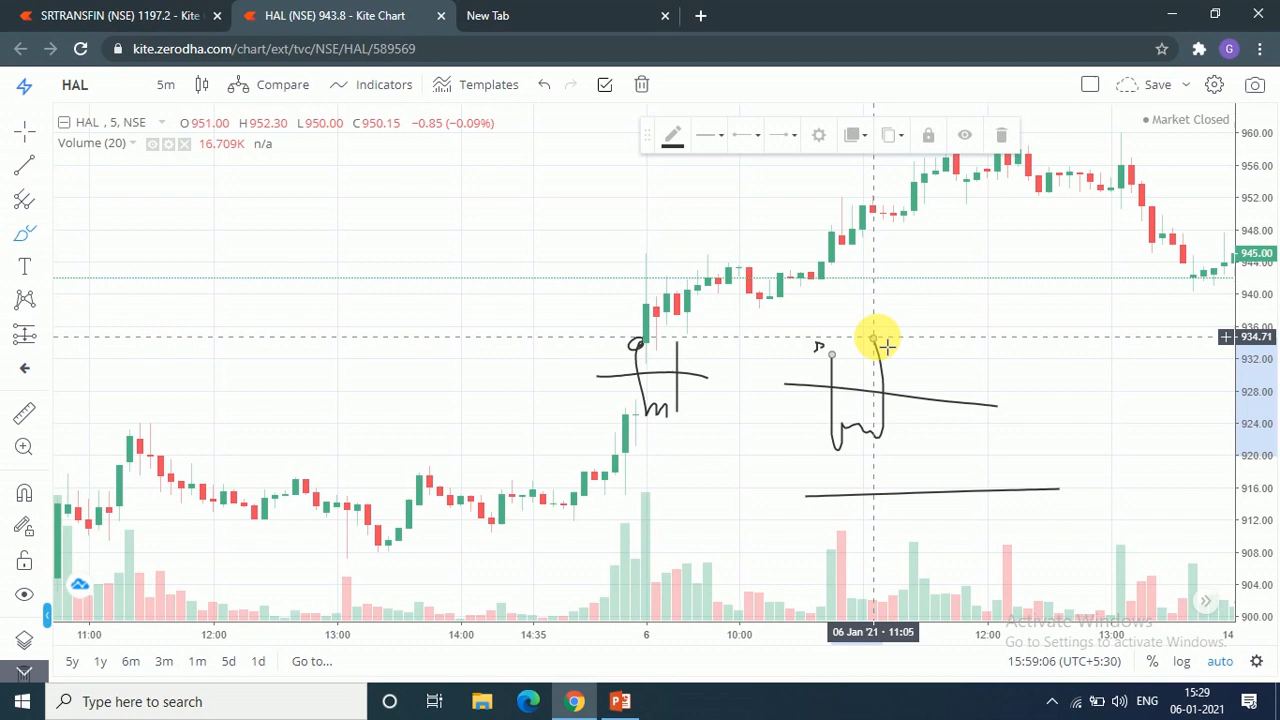 SRTRANSFIN (NSE) 1197.2 - Kite
HAL (NSE) 943.8 - Kite Chart
New Tab
kite.zerodha.com/chart/ext/tvc/NSE/HAL/589569
G
HAL 5m Compare Indicators Templates Save
HAL , 5, NSE O951.00 H952.30 L950.00 C950.15 −0.85 (−0.09%)
Market Closed
Volume (20) 16.709K n/a
960.00
956.00
952.00
948.00
945.00
944.00
940.00
936.00
934.71
932.00
928.00
924.00
920.00
916.00
912.00
908.00
904.00
900.00
11:00 12:00 13:00 14:00 14:35 6 10:00 06 Jan '21 • 11:05 12:00 13:00 14
Activate Windows
Go to Settings to activate Windows.
5y 1y 6m 3m 1m 5d 1d Go to... 15:59:06 (UTC+5:30) % log auto
Type here to search
ENG
15:29
06-01-2021